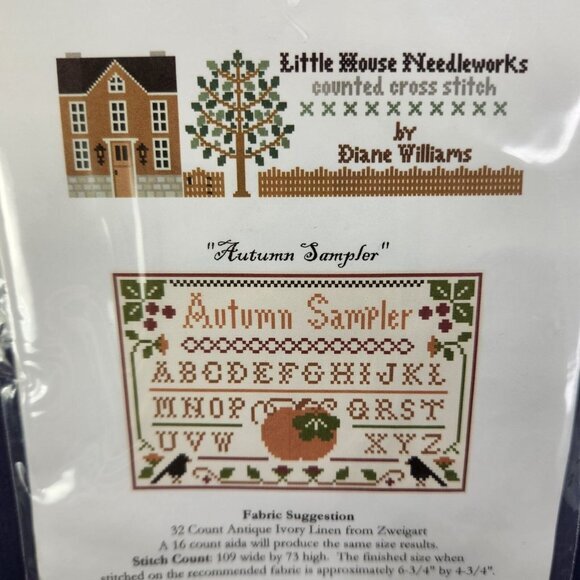 Little House Needleworks
counted cross stitch
XXXXXXXXXX
by
Diane Williams
"Autumn Sampler"
Autumn Sampler
ABCDEFGHIJKL
MNOP QRST
UVW XYZ
Fabric Suggestion
32 Count Antique Ivory Linen from Zweigart
A 16 count aida will produce the same size results.
Stitch Count: 109 wide by 73 high. The finished size when
stitched on the recommended fabric is approximately 6-3/4" by 4-3/4".